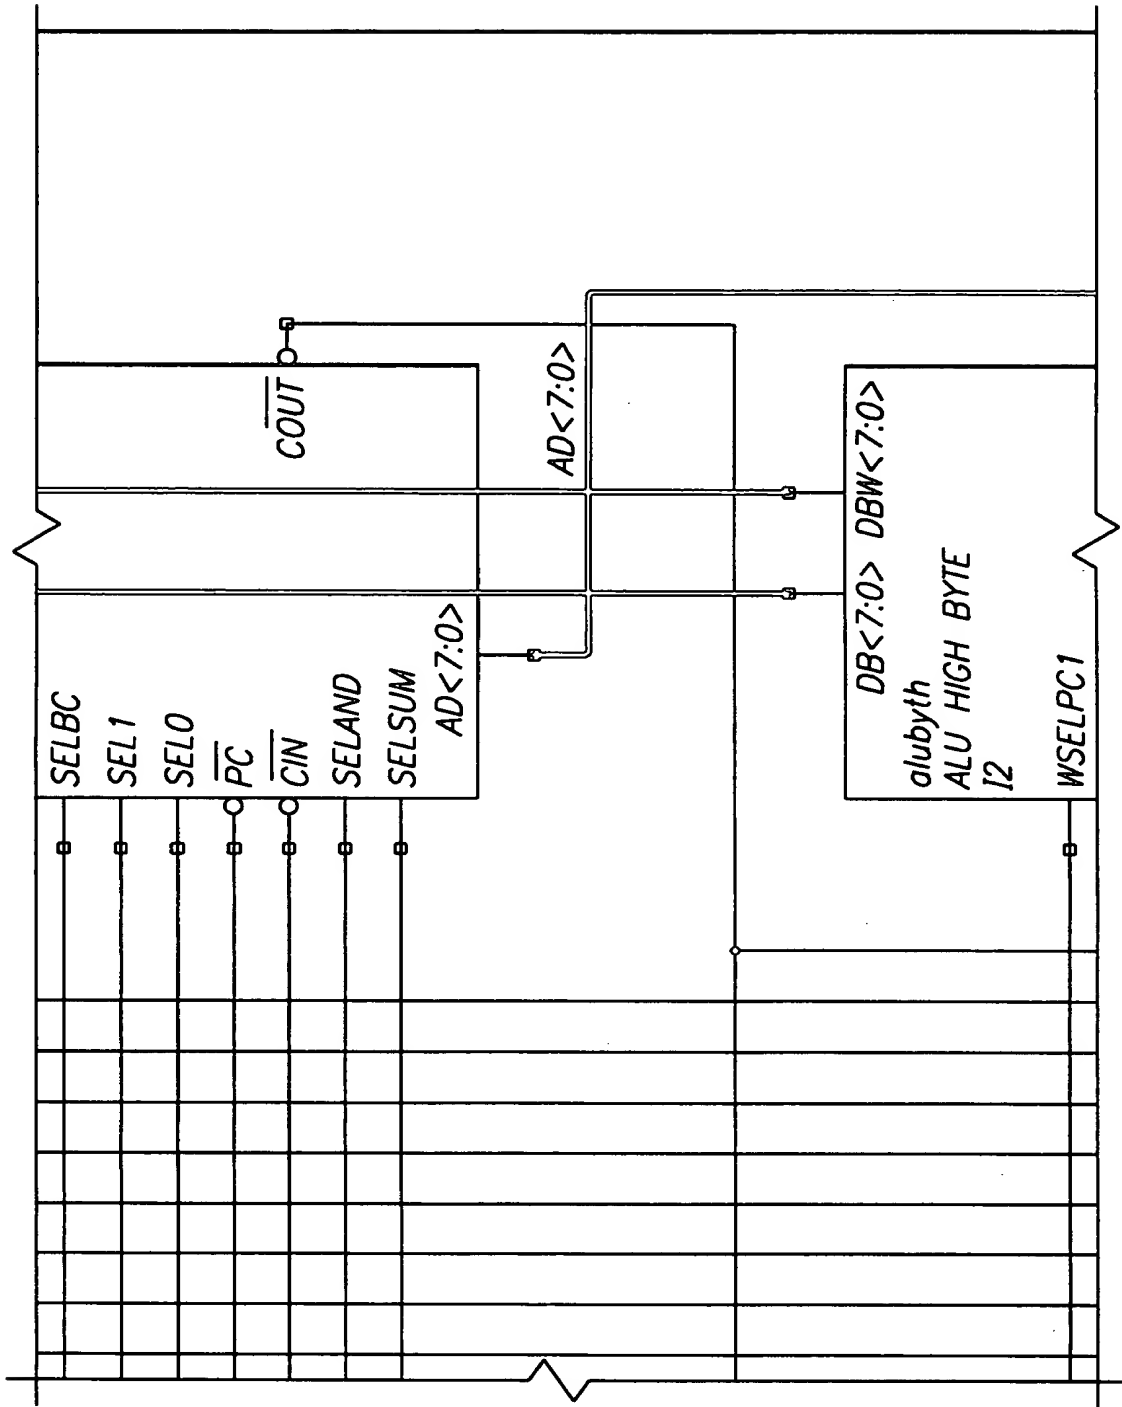 SELBC
SEL1
SEL0
PC
CIN
SELAND
SELSUM
AD<7:0>
COUT
AD<7:0>
DB<7:0> DBW<7:0>
alubyth
ALU HIGH BYTE
I2
WSELPC1